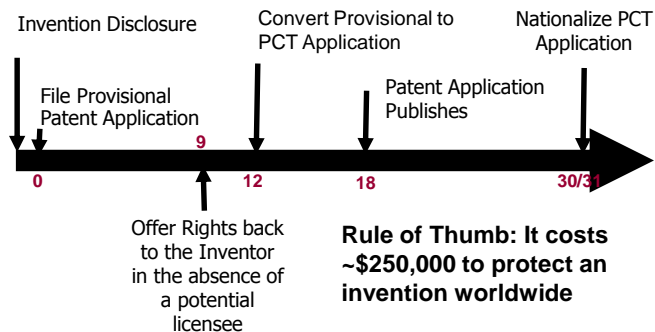 Invention Disclosure
Convert Provisional to
PCT Application
Nationalize PCT
Application
File Provisional
Patent Application
Patent Application
Publishes
9
0
12
18
30/31
Offer Rights back
to the Inventor
in the absence of
a potential
licensee
Rule of Thumb: It costs
~$250,000 to protect an
invention worldwide